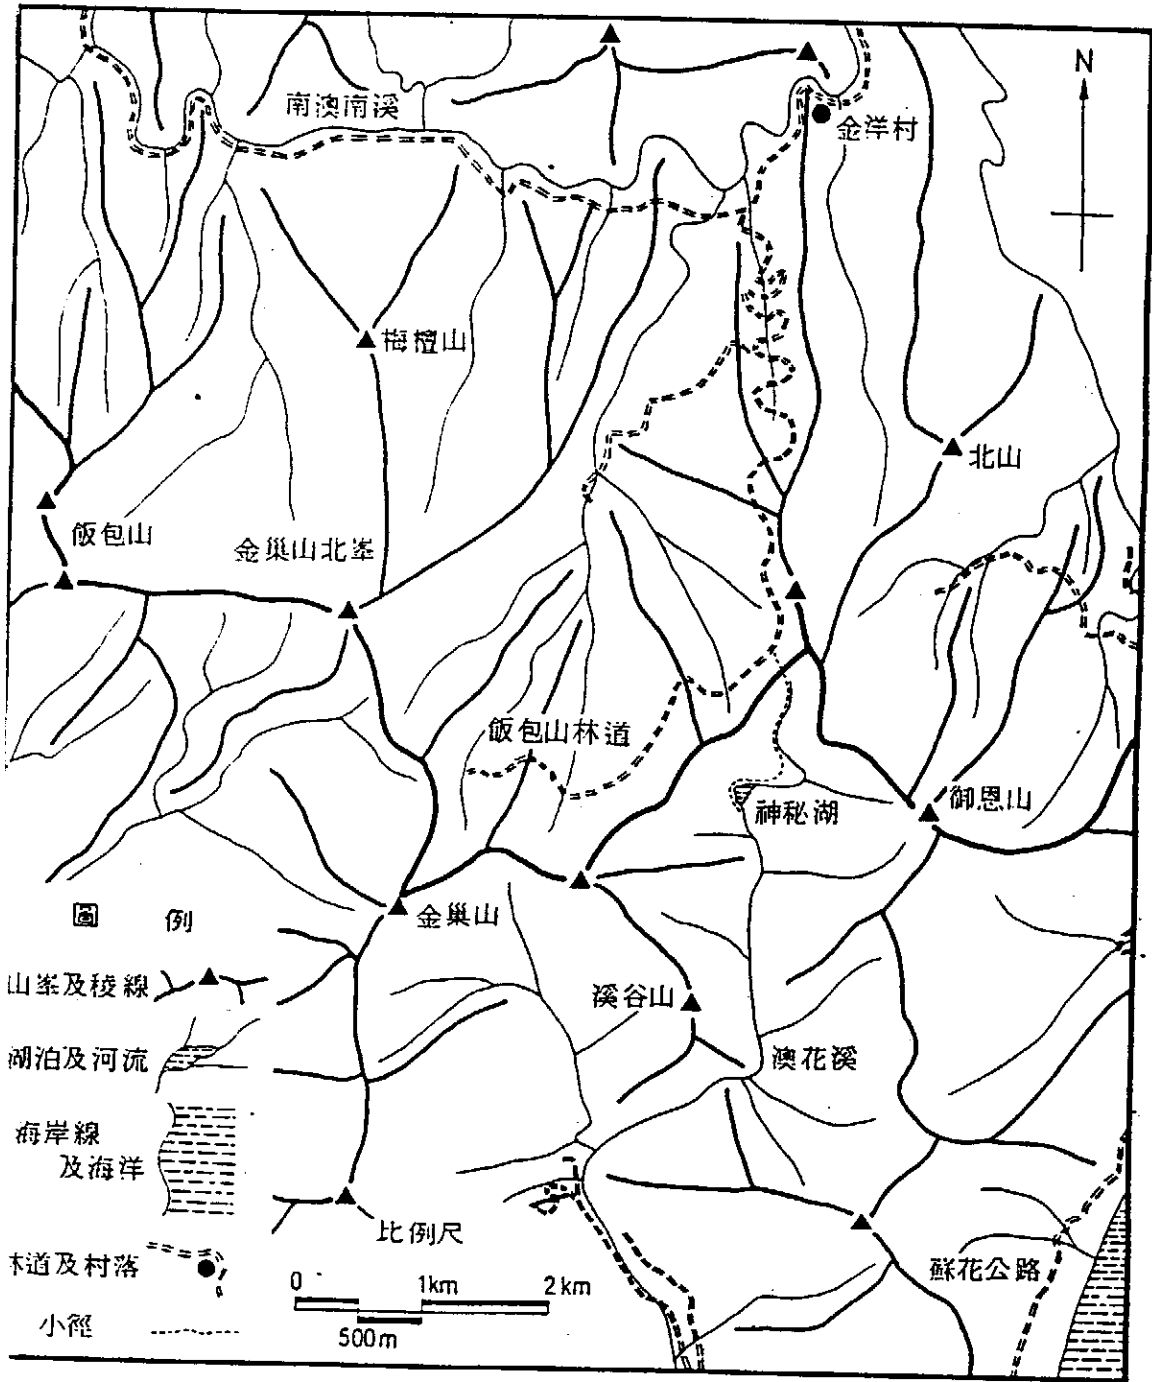 N
南澳南溪
金洋村
栂檀山
北山
飯包山
金巢山北峯
飯包山林道
神秘湖
御恩山
金巢山
溪谷山
澳花溪
蘇花公路
圖 例
山峯及稜線
湖泊及河流
海岸線
及海洋
林道及村落
小徑
比例尺
0 1km 2km
500m